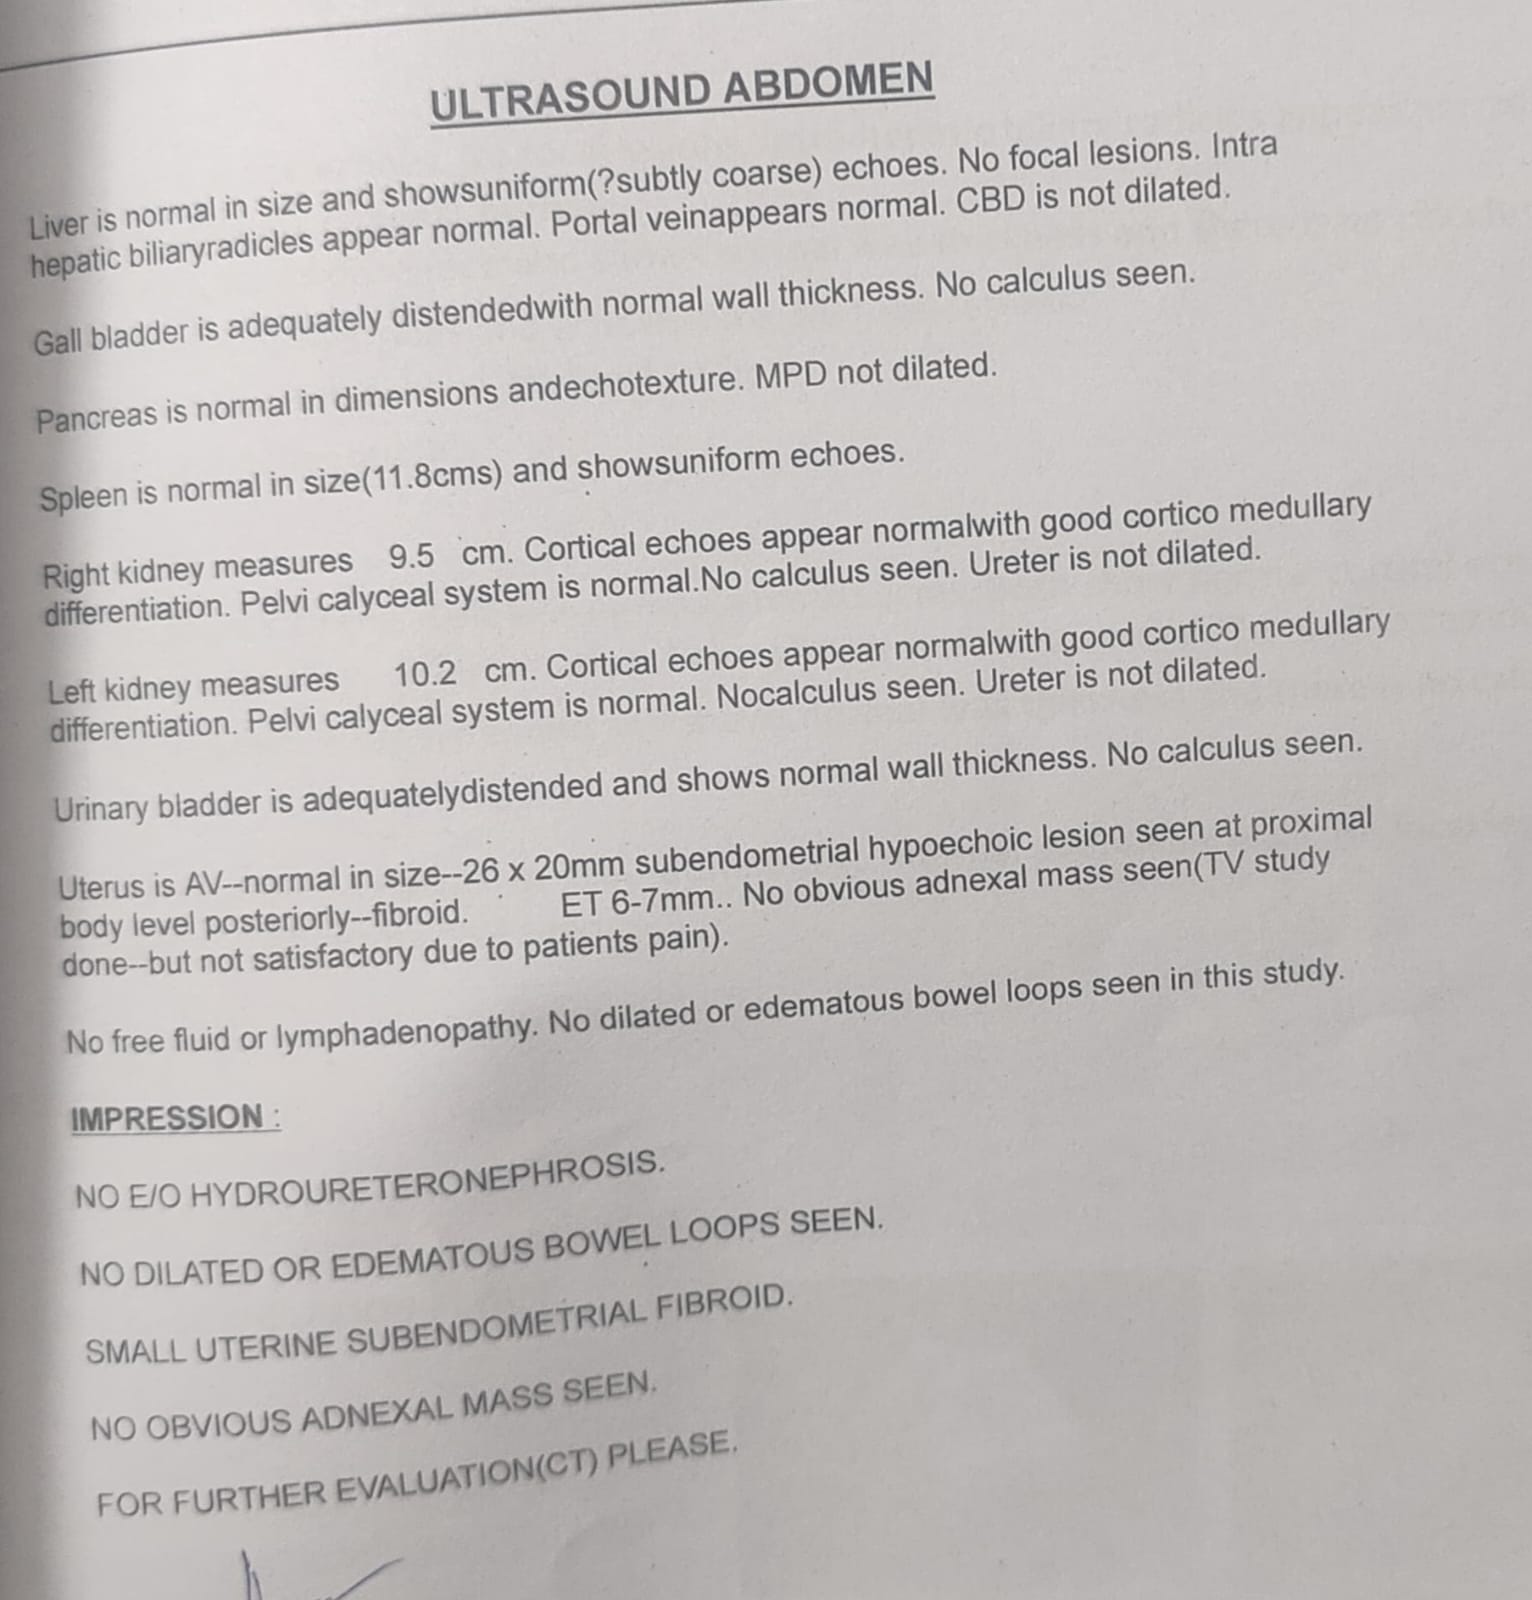 ULTRASOUND ABDOMEN
Liver is normal in size and showsuniform(?subtly coarse) echoes. No focal lesions. Intra
hepatic biliaryradicles appear normal. Portal veinappears normal. CBD is not dilated.
Gall bladder is adequately distendedwith normal wall thickness. No calculus seen.
Pancreas is normal in dimensions andechotexture. MPD not dilated.
Spleen is normal in size(11.8cms) and showsuniform echoes.
Right kidney measures 9.5 cm. Cortical echoes appear normalwith good cortico medullary
differentiation. Pelvi calyceal system is normal.No calculus seen. Ureter is not dilated.
Left kidney measures 10.2 cm. Cortical echoes appear normalwith good cortico medullary
differentiation. Pelvi calyceal system is normal. Nocalculus seen. Ureter is not dilated.
Urinary bladder is adequatelydistended and shows normal wall thickness. No calculus seen.
Uterus is AV--normal in size--26 x 20mm subendometrial hypoechoic lesion seen at proximal
body level posteriorly--fibroid. ET 6-7mm.. No obvious adnexal mass seen(TV study
done--but not satisfactory due to patients pain).
No free fluid or lymphadenopathy. No dilated or edematous bowel loops seen in this study.
IMPRESSION :
NO E/O HYDROURETERONEPHROSIS.
NO DILATED OR EDEMATOUS BOWEL LOOPS SEEN.
SMALL UTERINE SUBENDOMETRIAL FIBROID.
NO OBVIOUS ADNEXAL MASS SEEN.
FOR FURTHER EVALUATION(CT) PLEASE.